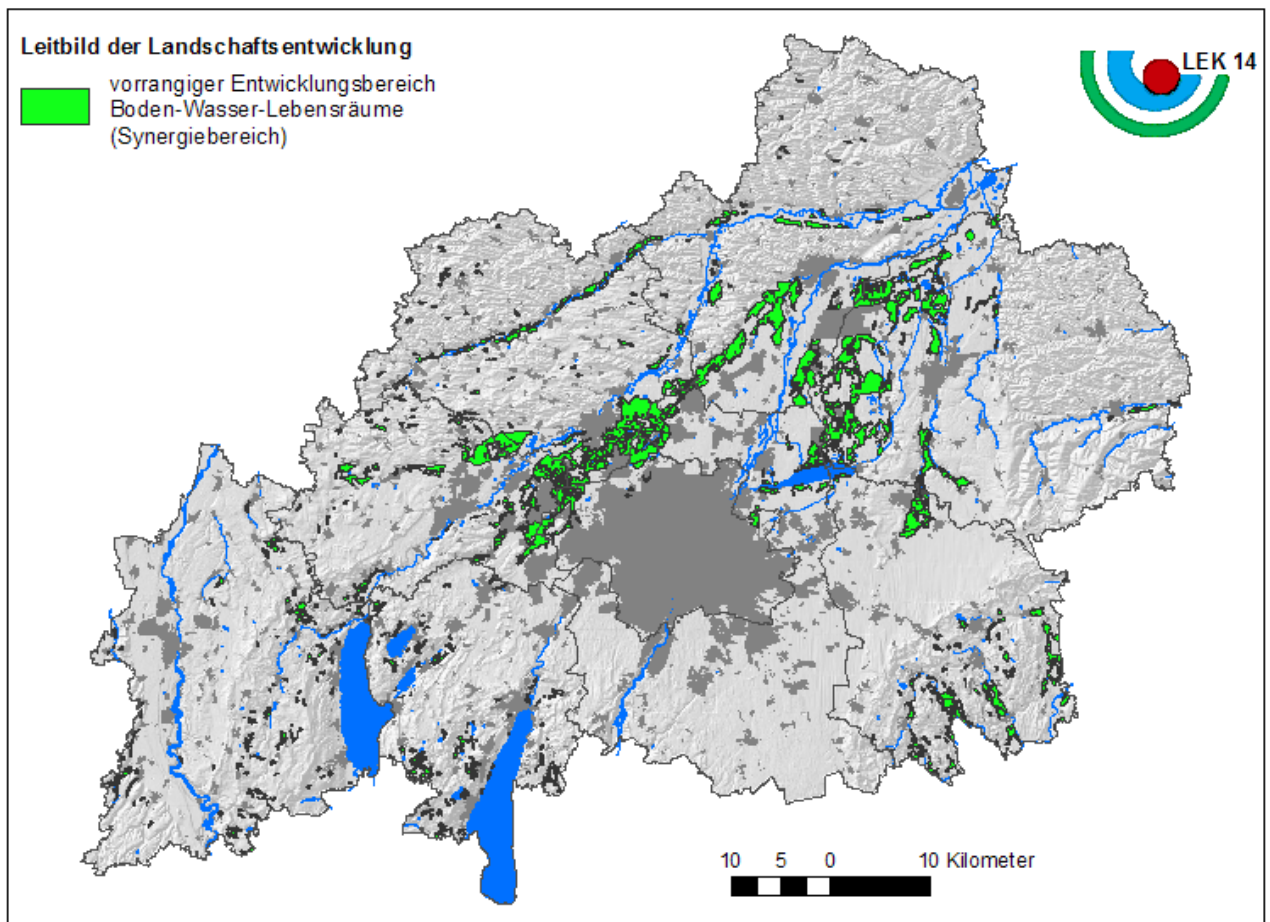 Leitbild der Landschaftsentwicklung
vorrangiger Entwicklungsbereich
Boden-Wasser-Lebensräume
(Synergiebereich)
LEK 14
10 5 0 10 Kilometer